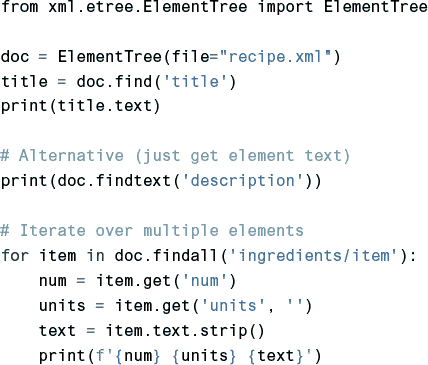 from xml.etree.ElementTree import ElementTree
doc = ElementTree(file="recipe.xml")
title = doc.find('title')
print(title.text)
# Alternative (just get element text)
print(doc.findtext('description'))
# Iterate over multiple elements
for item in doc.findall('ingredients/item'):
    num = item.get('num')
    units = item.get('units', '')
    text = item.text.strip()
    print(f'{num} {units} {text}')